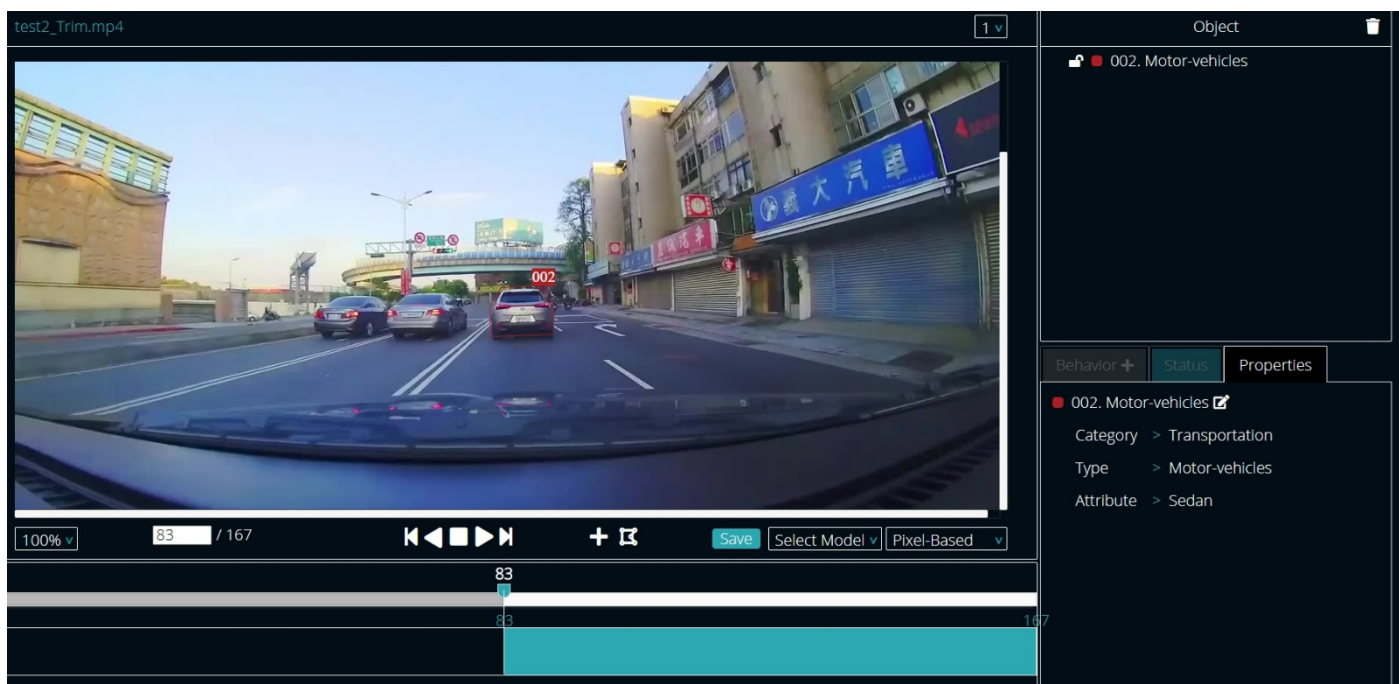 test2_Trim.mp4
1
Object
002. Motor-vehicles
義大汽車
002
Behavior
Status
Properties
002. Motor-vehicles
Category > Transportation
Type > Motor-vehicles
Attribute > Sedan
100%
83 / 167
Save
Select Model
Pixel-Based
83
83
167